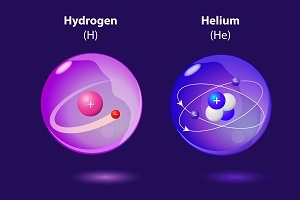 Hydrogen
(H)
Helium
(He)
+
+